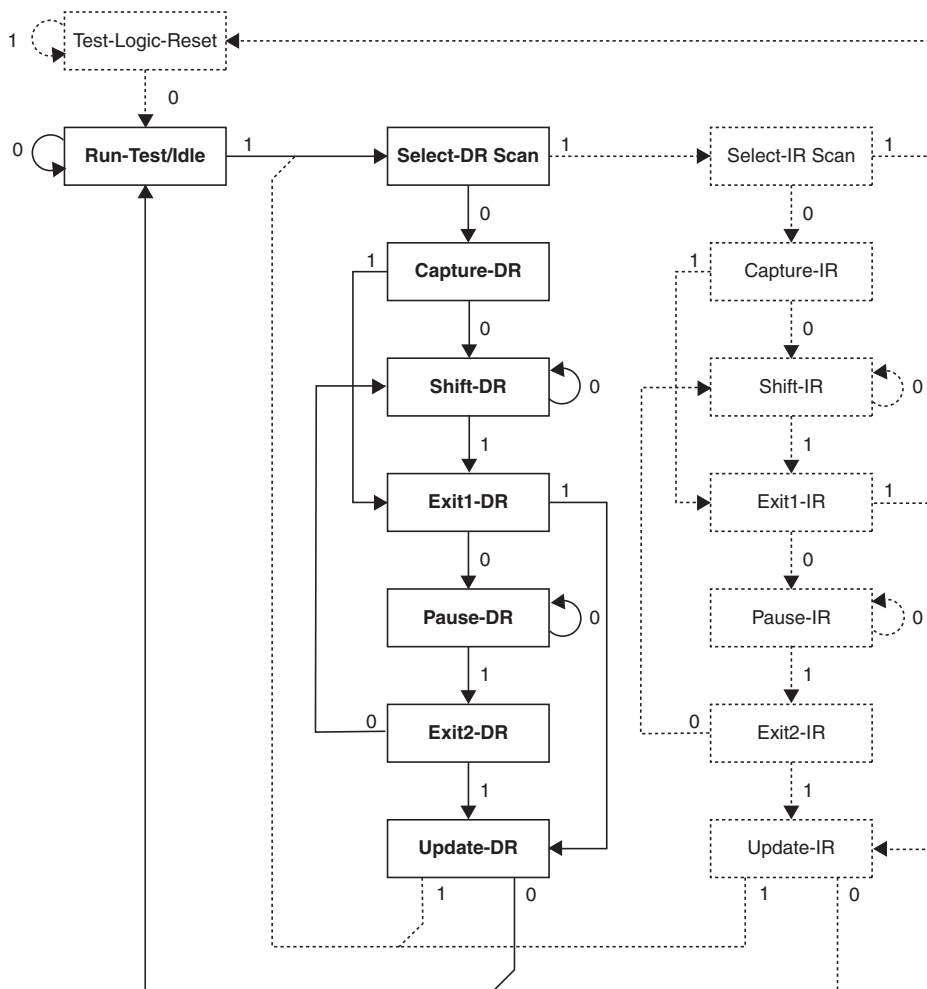 Test-Logic-Reset
1
0
0
Run-Test/Idle
1
Select-DR Scan
1
Select-IR Scan
1
0
0
1
Capture-DR
1
Capture-IR
0
0
Shift-DR
0
Shift-IR
0
1
1
Exit1-DR
1
Exit1-IR
1
0
0
Pause-DR
0
Pause-IR
0
1
1
0
Exit2-DR
0
Exit2-IR
1
1
Update-DR
Update-IR
1
0
1
0